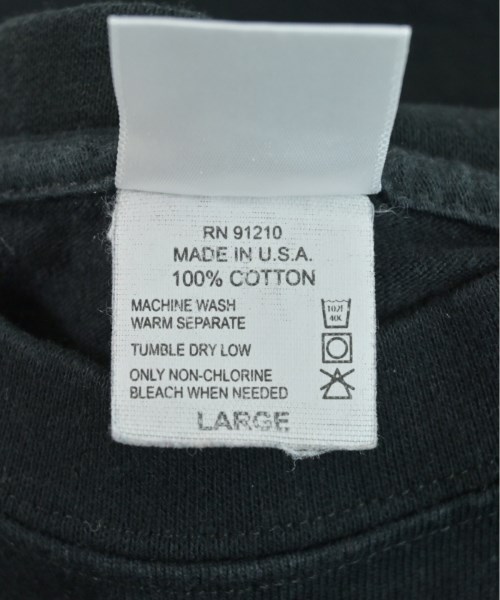 RN 91210
MADE IN U.S.A.
100% COTTON
MACHINE WASH
WARM SEPARATE
TUMBLE DRY LOW
ONLY NON-CHLORINE
BLEACH WHEN NEEDED
LARGE